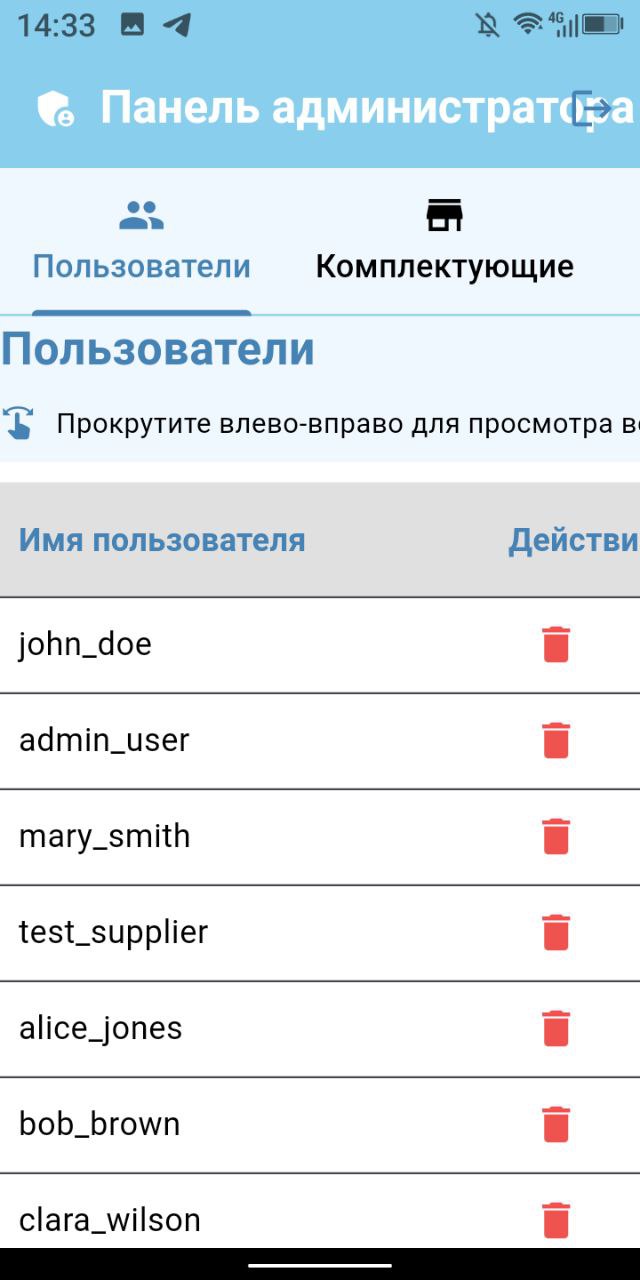 14:33
4G
Панель администратора
Пользователи
Комплектующие
Пользователи
Прокрутите влево-вправо для просмотра в
Имя пользователя
Действи
john_doe
admin_user
mary_smith
test_supplier
alice_jones
bob_brown
clara_wilson